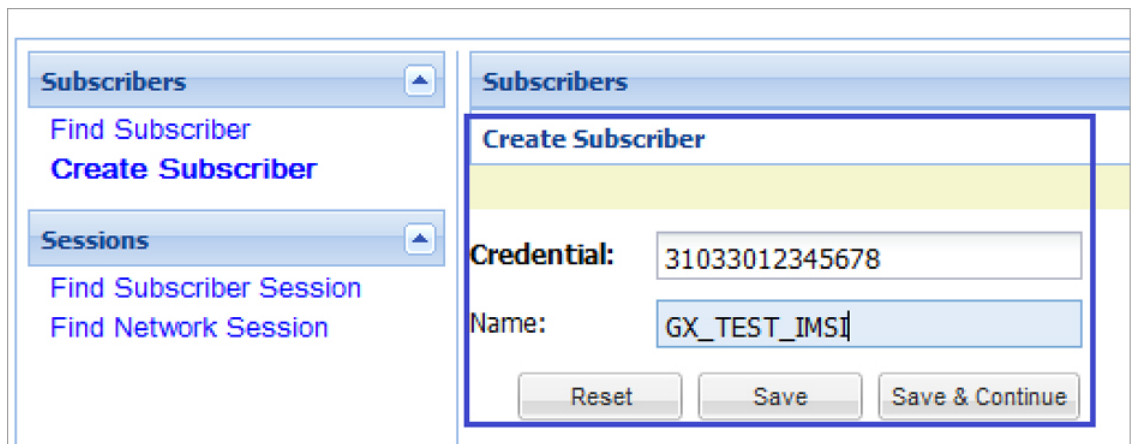 Subscribers
Find Subscriber
Create Subscriber
Sessions
Find Subscriber Session
Find Network Session
Subscribers
Create Subscriber
Credential: 31033012345678
Name: GX_TEST_IMSI
Reset Save Save & Continue